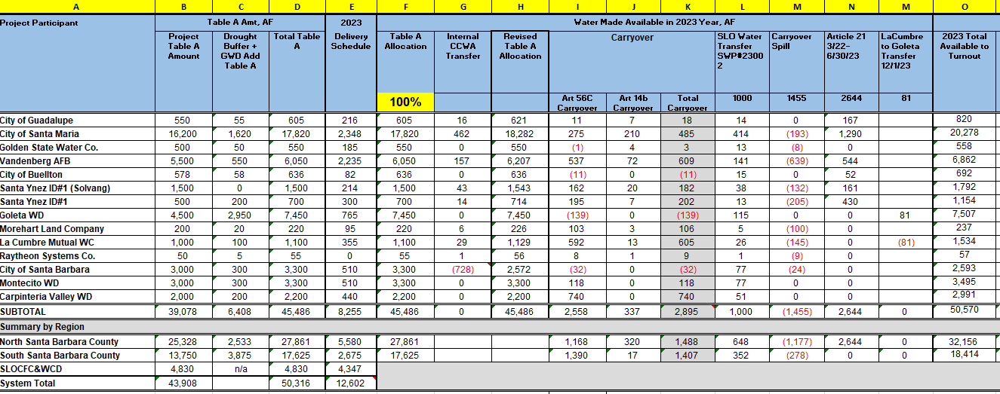 A B C D E F G H I J K L M N M O
Project Participant Table A Amt, AF 2023 Water Made Available in 2023 Year, AF
Project Drought Total Table Delivery Table A Internal Revised Carryover SLO Water Carryover Article 21 LaCumbre 2023 Total
Table A Buffer + A Schedule Allocation CCWA Table A Transfer Spill 3/22- to Goleta Available to
Amount GWD Add Transfer Allocation SWP#2300 6/30/23 Transfer Turnout
Table A 2 12/1/23
100% Art 56C Art 14b Total 1000 1455 2644 81
Carryover Carryover Carryover
City of Guadalupe 550 55 605 216 605 16 621 11 7 18 14 0 167 820
City of Santa Maria 16,200 1,620 17,820 2,348 17,820 462 18,282 275 210 485 414 (193) 1,290 20,278
Golden State Water Co. 500 50 550 185 550 0 550 (1) 4 3 13 (8) 0 558
Vandenberg AFB 5,500 550 6,050 2,235 6,050 157 6,207 537 72 609 141 (639) 544 6,862
City of Buellton 578 58 636 82 636 0 636 (11) 0 (11) 15 0 52 692
Santa Ynez ID#1 (Solvang) 1,500 0 1,500 214 1,500 43 1,543 162 20 182 38 (132) 161 1,792
Santa Ynez ID#1 500 200 700 300 700 14 714 195 7 202 13 (205) 430 1,154
Goleta WD 4,500 2,950 7,450 765 7,450 0 7,450 (139) 0 (139) 115 0 0 81 7,507
Morehart Land Company 200 20 220 95 220 6 226 103 3 106 5 (100) 0 237
La Cumbre Mutual WC 1,000 100 1,100 355 1,100 29 1,129 592 13 605 26 (145) 0 (81) 1,534
Raytheon Systems Co. 50 5 55 0 55 1 56 8 1 9 1 (9) 0 57
City of Santa Barbara 3,000 300 3,300 510 3,300 (728) 2,572 (32) 0 (32) 77 (24) 0 2,593
Montecito WD 3,000 300 3,300 510 3,300 0 3,300 118 0 118 77 0 0 3,495
Carpinteria Valley WD 2,000 200 2,200 440 2,200 0 2,200 740 0 740 51 0 0 2,991
SUBTOTAL 39,078 6,408 45,486 8,255 45,486 0 45,486 2,558 337 2,895 1,000 (1,455) 2,644 0 50,570
Summary by Region
North Santa Barbara County 25,328 2,533 27,861 5,580 27,861 1,168 320 1,488 648 (1,177) 2,644 0 32,156
South Santa Barbara County 13,750 3,875 17,625 2,675 17,625 1,390 17 1,407 352 (278) 0 0 18,414
SLOCFC&WCD 4,830 n/a 4,830 4,347
System Total 43,908 50,316 12,602